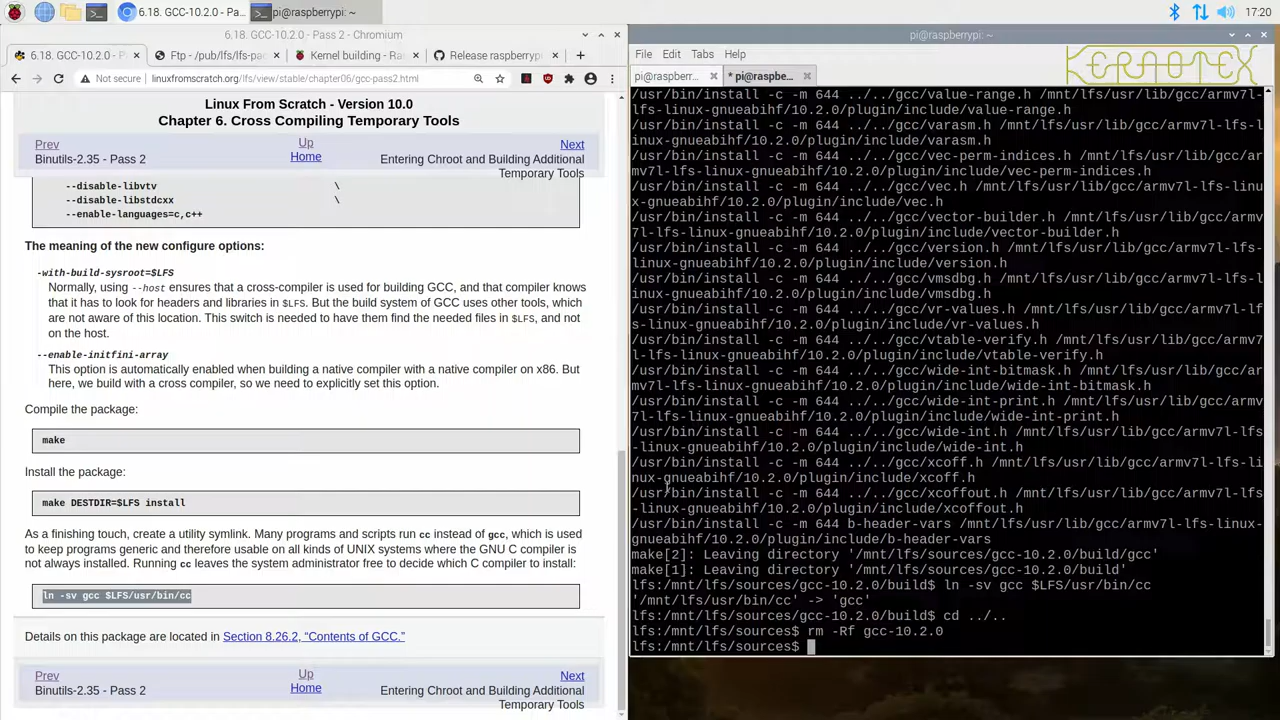 6.18. GCC-10.2.0 - Pa...
pi@raspberrypi: ~
17:20
6.18. GCC-10.2.0 - Pass 2 - Chromium
6.18. GCC-10.2.0 - Pas
Ftp - /pub/lfs/lfs-pac
Kernel building - Ras
Release raspberrypi-
Not secure
linuxfromscratch.org/lfs/view/stable/chapter06/gcc-pass2.html
Linux From Scratch - Version 10.0
Chapter 6. Cross Compiling Temporary Tools
Prev
Up
Next
Binutils-2.35 - Pass 2
Home
Entering Chroot and Building Additional
Temporary Tools
--disable-libvtv \
--disable-libstdcxx \
--enable-languages=c,c++
The meaning of the new configure options:
-with-build-sysroot=$LFS
Normally, using --host ensures that a cross-compiler is used for building GCC, and that compiler knows
that it has to look for headers and libraries in $LFS. But the build system of GCC uses other tools, which
are not aware of this location. This switch is needed to have them find the needed files in $LFS, and not
on the host.
--enable-initfini-array
This option is automatically enabled when building a native compiler with a native compiler on x86. But
here, we build with a cross compiler, so we need to explicitly set this option.
Compile the package:
make
Install the package:
make DESTDIR=$LFS install
As a finishing touch, create a utility symlink. Many programs and scripts run cc instead of gcc, which is used
to keep programs generic and therefore usable on all kinds of UNIX systems where the GNU C compiler is
not always installed. Running cc leaves the system administrator free to decide which C compiler to install:
ln -sv gcc $LFS/usr/bin/cc
Details on this package are located in Section 8.26.2, “Contents of GCC.”
Prev
Up
Next
Binutils-2.35 - Pass 2
Home
Entering Chroot and Building Additional
Temporary Tools
pi@raspberrypi: ~
File Edit Tabs Help
KEROTEX
pi@raspberr...
* pi@raspbe...
/usr/bin/install -c -m 644 ../../gcc/value-range.h /mnt/lfs/usr/lib/gcc/armv7l-
lfs-linux-gnueabihf/10.2.0/plugin/include/value-range.h
/usr/bin/install -c -m 644 ../../gcc/varasm.h /mnt/lfs/usr/lib/gcc/armv7l-lfs-l
inux-gnueabihf/10.2.0/plugin/include/varasm.h
/usr/bin/install -c -m 644 ../../gcc/vec-perm-indices.h /mnt/lfs/usr/lib/gcc/ar
mv7l-lfs-linux-gnueabihf/10.2.0/plugin/include/vec-perm-indices.h
/usr/bin/install -c -m 644 ../../gcc/vec.h /mnt/lfs/usr/lib/gcc/armv7l-lfs-linu
x-gnueabihf/10.2.0/plugin/include/vec.h
/usr/bin/install -c -m 644 ../../gcc/vector-builder.h /mnt/lfs/usr/lib/gcc/armv
7l-lfs-linux-gnueabihf/10.2.0/plugin/include/vector-builder.h
/usr/bin/install -c -m 644 ../../gcc/version.h /mnt/lfs/usr/lib/gcc/armv7l-lfs-
linux-gnueabihf/10.2.0/plugin/include/version.h
/usr/bin/install -c -m 644 ../../gcc/vmsdbg.h /mnt/lfs/usr/lib/gcc/armv7l-lfs-l
inux-gnueabihf/10.2.0/plugin/include/vmsdbg.h
/usr/bin/install -c -m 644 ../../gcc/vr-values.h /mnt/lfs/usr/lib/gcc/armv7l-lf
s-linux-gnueabihf/10.2.0/plugin/include/vr-values.h
/usr/bin/install -c -m 644 ../../gcc/vtable-verify.h /mnt/lfs/usr/lib/gcc/armv7
l-lfs-linux-gnueabihf/10.2.0/plugin/include/vtable-verify.h
/usr/bin/install -c -m 644 ../../gcc/wide-int-bitmask.h /mnt/lfs/usr/lib/gcc/ar
mv7l-lfs-linux-gnueabihf/10.2.0/plugin/include/wide-int-bitmask.h
/usr/bin/install -c -m 644 ../../gcc/wide-int-print.h /mnt/lfs/usr/lib/gcc/armv
7l-lfs-linux-gnueabihf/10.2.0/plugin/include/wide-int-print.h
/usr/bin/install -c -m 644 ../../gcc/wide-int.h /mnt/lfs/usr/lib/gcc/armv7l-lfs
-linux-gnueabihf/10.2.0/plugin/include/wide-int.h
/usr/bin/install -c -m 644 ../../gcc/xcoff.h /mnt/lfs/usr/lib/gcc/armv7l-lfs-li
nux-gnueabihf/10.2.0/plugin/include/xcoff.h
/usr/bin/install -c -m 644 ../../gcc/xcoffout.h /mnt/lfs/usr/lib/gcc/armv7l-lfs
-linux-gnueabihf/10.2.0/plugin/include/xcoffout.h
/usr/bin/install -c -m 644 b-header-vars /mnt/lfs/usr/lib/gcc/armv7l-lfs-linux-
gnueabihf/10.2.0/plugin/include/b-header-vars
make[2]: Leaving directory '/mnt/lfs/sources/gcc-10.2.0/build/gcc'
make[1]: Leaving directory '/mnt/lfs/sources/gcc-10.2.0/build'
lfs:/mnt/lfs/sources/gcc-10.2.0/build$ ln -sv gcc $LFS/usr/bin/cc
'/mnt/lfs/usr/bin/cc' -> 'gcc'
lfs:/mnt/lfs/sources/gcc-10.2.0/build$ cd ../..
lfs:/mnt/lfs/sources$ rm -Rf gcc-10.2.0
lfs:/mnt/lfs/sources$